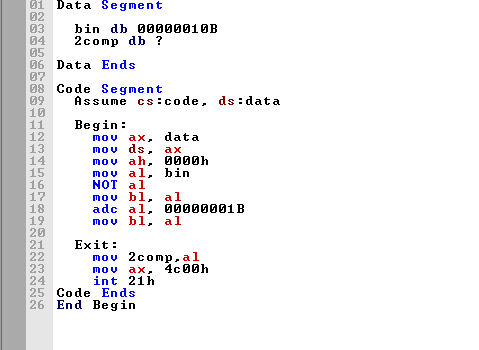 01 Data Segment
02
03   bin db 00000010B
04   2comp db ?
05
06 Data Ends
07
08 Code Segment
09   Assume cs:code, ds:data
10
11   Begin:
12     mov ax, data
13     mov ds, ax
14     mov ah, 0000h
15     mov al, bin
16     NOT al
17     mov bl, al
18     adc al, 00000001B
19     mov bl, al
20
21   Exit:
22     mov 2comp,al
23     mov ax, 4c00h
24     int 21h
25 Code Ends
26 End Begin